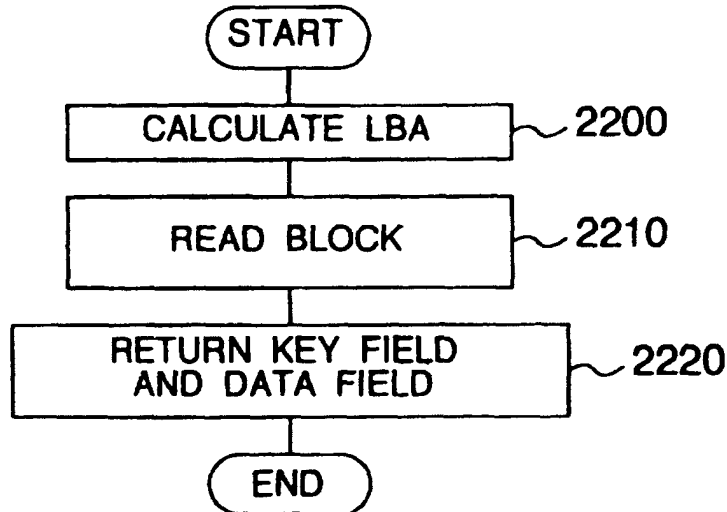 START
CALCULATE LBA
2200
READ BLOCK
2210
RETURN KEY FIELD
AND DATA FIELD
2220
END